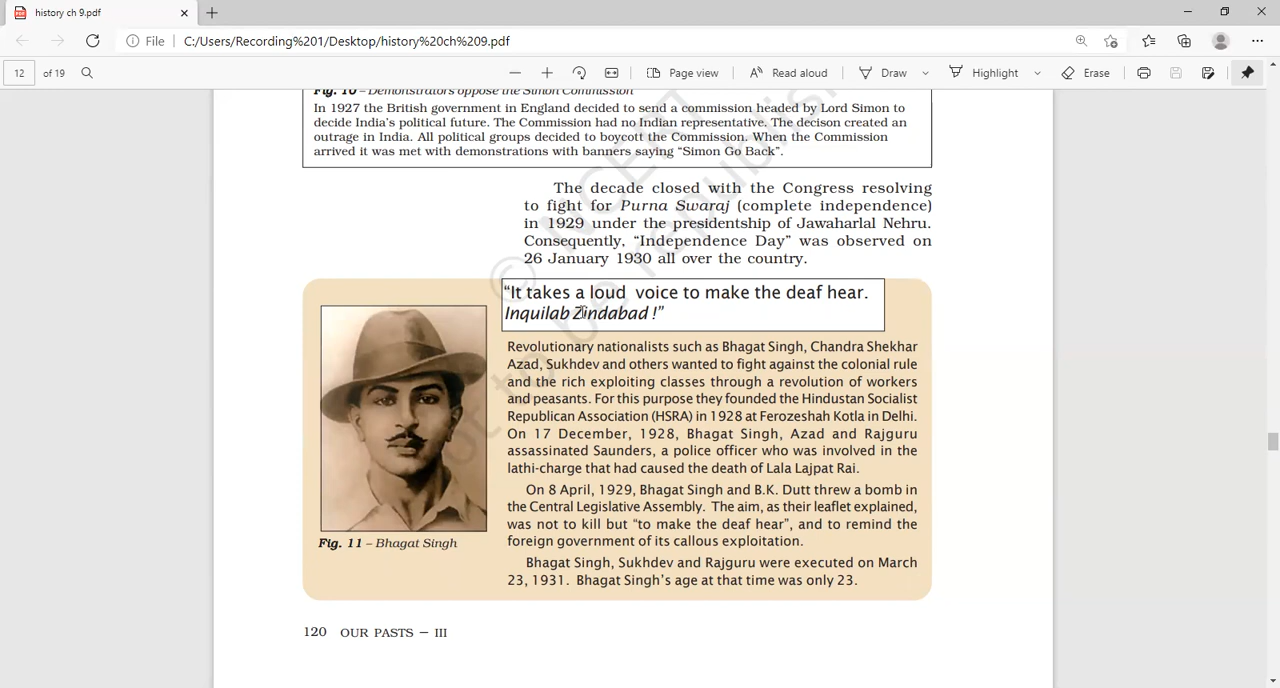 history ch 9.pdf
File C:/Users/Recording%201/Desktop/history%20ch%209.pdf
12 of 19 Page view Read aloud Draw Highlight Erase
Fig. 10 – Demonstrators oppose the Simon Commission
In 1927 the British government in England decided to send a commission headed by Lord Simon to
decide India's political future. The Commission had no Indian representative. The decison created an
outrage in India. All political groups decided to boycott the Commission. When the Commission
arrived it was met with demonstrations with banners saying "Simon Go Back".
The decade closed with the Congress resolving
to fight for Purna Swaraj (complete independence)
in 1929 under the presidentship of Jawaharlal Nehru.
Consequently, "Independence Day" was observed on
26 January 1930 all over the country.
"It takes a loud voice to make the deaf hear.
Inquilab Zindabad !"
Revolutionary nationalists such as Bhagat Singh, Chandra Shekhar
Azad, Sukhdev and others wanted to fight against the colonial rule
and the rich exploiting classes through a revolution of workers
and peasants. For this purpose they founded the Hindustan Socialist
Republican Association (HSRA) in 1928 at Ferozeshah Kotla in Delhi.
On 17 December, 1928, Bhagat Singh, Azad and Rajguru
assassinated Saunders, a police officer who was involved in the
lathi-charge that had caused the death of Lala Lajpat Rai.
On 8 April, 1929, Bhagat Singh and B.K. Dutt threw a bomb in
the Central Legislative Assembly. The aim, as their leaflet explained,
was not to kill but "to make the deaf hear", and to remind the
foreign government of its callous exploitation.
Bhagat Singh, Sukhdev and Rajguru were executed on March
23, 1931. Bhagat Singh's age at that time was only 23.
Fig. 11 – Bhagat Singh
120 OUR PASTS – III
© NCERT
not to be republish